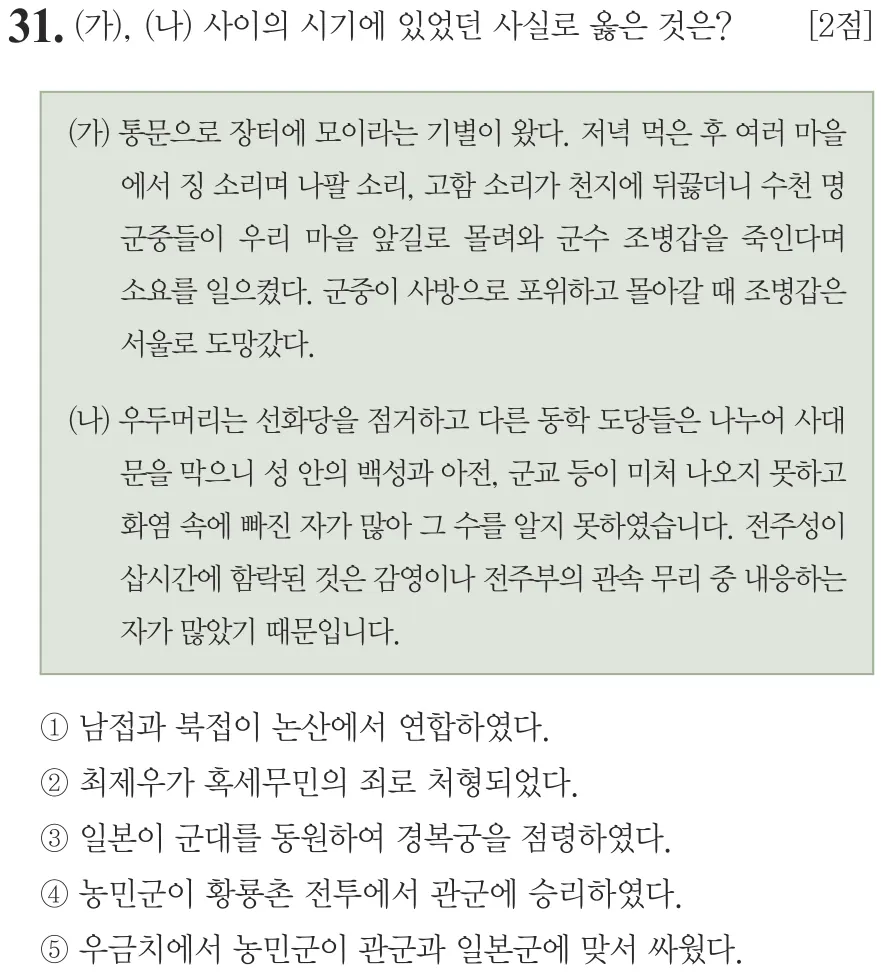 31. (가), (나) 사이의 시기에 있었던 사실로 옳은 것은? [2점]
(가) 통문으로 장터에 모이라는 기별이 왔다. 저녁 먹은 후 여러 마을
에서 징 소리며 나팔 소리, 고함 소리가 천지에 뒤끓더니 수천 명
군중들이 우리 마을 앞길로 몰려와 군수 조병갑을 죽인다며
소요를 일으켰다. 군중이 사방으로 포위하고 몰아갈 때 조병갑은
서울로 도망갔다.
(나) 우두머리는 선화당을 점거하고 다른 동학 도당들은 나누어 사대
문을 막으니 성 안의 백성과 아전, 군교 등이 미처 나오지 못하고
화염 속에 빠진 자가 많아 그 수를 알지 못하였습니다. 전주성이
삽시간에 함락된 것은 감영이나 전주부의 관속 무리 중 내응하는
자가 많았기 때문입니다.
① 남접과 북접이 논산에서 연합하였다.
② 최제우가 혹세무민의 죄로 처형되었다.
③ 일본이 군대를 동원하여 경복궁을 점령하였다.
④ 농민군이 황룡촌 전투에서 관군에 승리하였다.
⑤ 우금치에서 농민군이 관군과 일본군에 맞서 싸웠다.